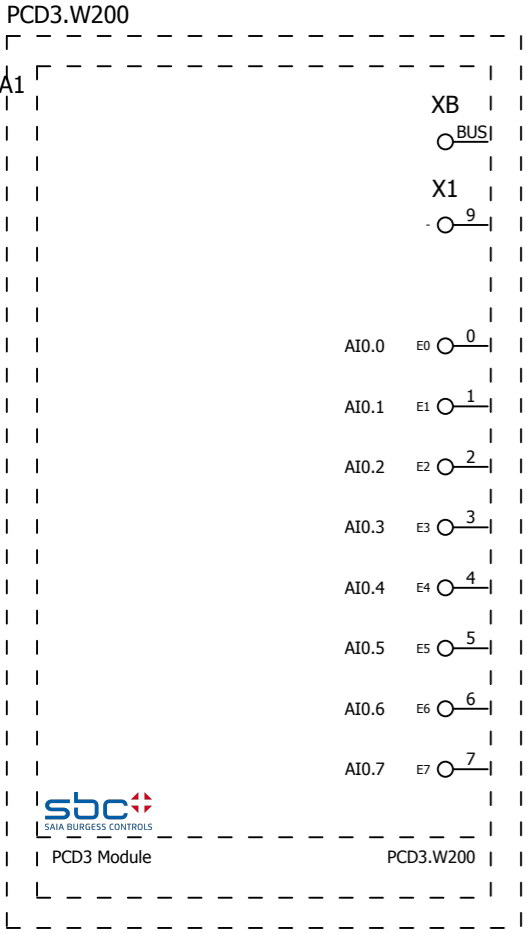 PCD3.W200
A1
XB
BUS
X1
- 9
AI0.0 E0 0
AI0.1 E1 1
AI0.2 E2 2
AI0.3 E3 3
AI0.4 E4 4
AI0.5 E5 5
AI0.6 E6 6
AI0.7 E7 7
sbc
SAIA BURGESS CONTROLS
PCD3 Module PCD3.W200